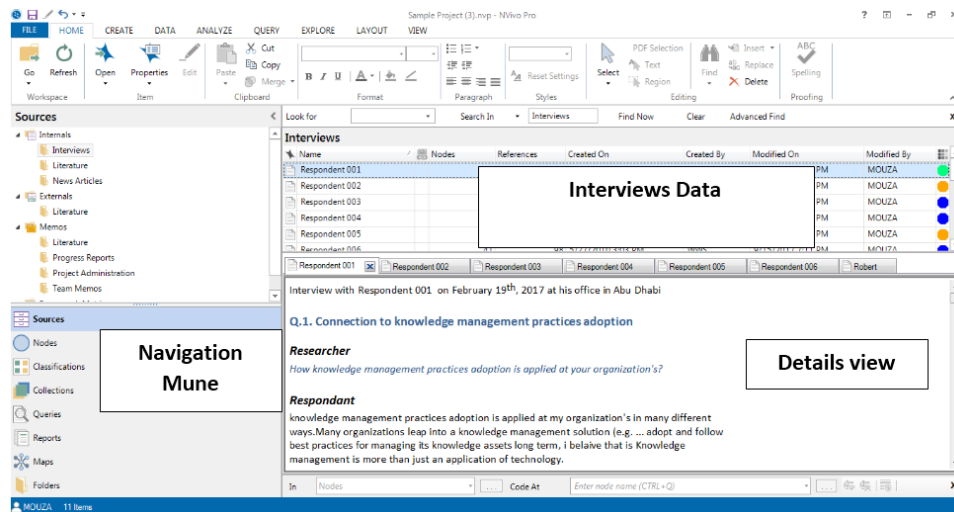 Sample Project (3).nvp - NVivo Pro
FILE HOME CREATE DATA ANALYZE QUERY EXPLORE LAYOUT VIEW
Go Refresh Open Properties Edit Paste Cut Copy Merge
B I U A Reset Settings
Select PDF Selection Text Region Find Insert Replace Delete ABC Spelling
Workspace Item Clipboard Format Paragraph Styles Editing Proofing
Sources
Look for Search In Interviews Find Now Clear Advanced Find X
Internals
Interviews
Literature
News Articles
Externals
Literature
Memos
Literature
Progress Reports
Project Administration
Team Memos
Sources
Nodes
Classifications
Collections
Queries
Reports
Maps
Folders
Navigation
Mune
Interviews
Name Nodes References Created On Created By Modified On Modified By
Respondent 001 PM MOUZA
Respondent 002 PM MOUZA
Respondent 003 PM MOUZA
Respondent 004 PM MOUZA
Respondent 005 PM MOUZA
Respondent 006 PM MOUZA
Interviews Data
Respondent 001 Respondent 002 Respondent 003 Respondent 004 Respondent 005 Respondent 006 Robert
Interview with Respondent 001 on February 19th, 2017 at his office in Abu Dhabi
Q.1. Connection to knowledge management practices adoption
Researcher
How knowledge management practices adoption is applied at your organization's?
Respondant
knowledge management practices adoption is applied at my organization's in many different
ways.Many organizations leap into a knowledge management solution (e.g. ... adopt and follow
best practices for managing its knowledge assets long term, i belaive that is Knowledge
management is more than just an application of technology.
Details view
In Nodes ... Code At Enter node name (CTRL+Q) ... X
MOUZA 11 Items